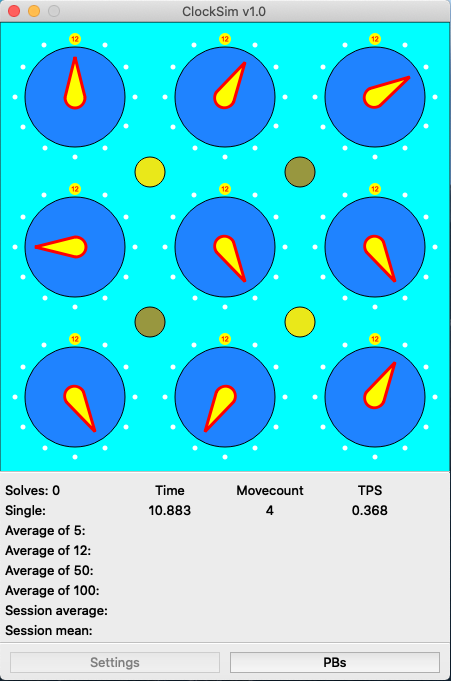 ClockSim v1.0
12 12 12
12 12 12
12 12 12
Solves: 0 Time Movecount TPS
Single: 10.883 4 0.368
Average of 5:
Average of 12:
Average of 50:
Average of 100:
Session average:
Session mean:
Settings PBs